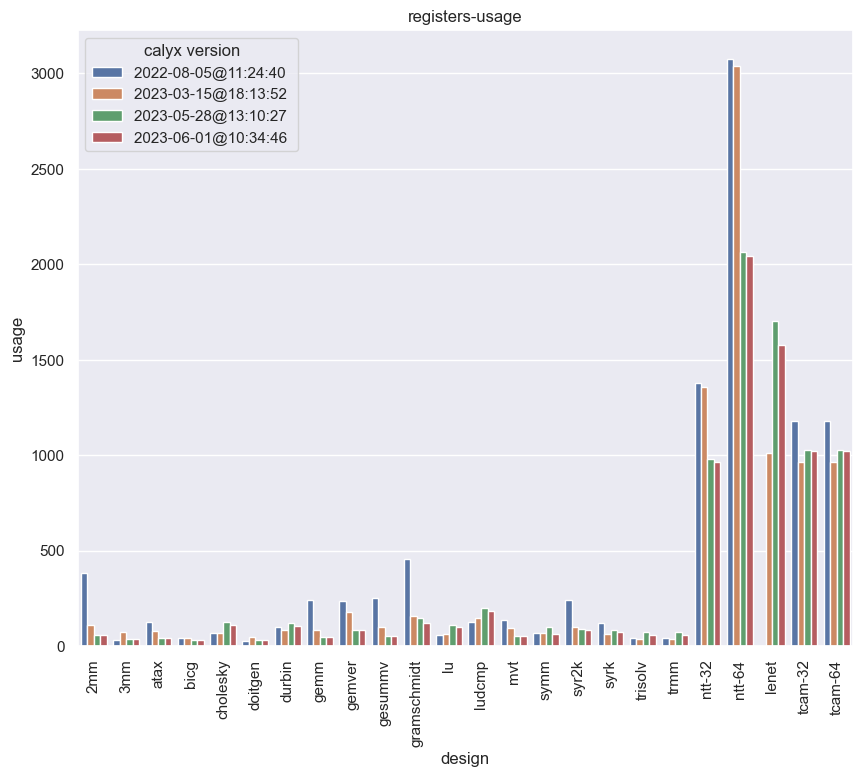 registers-usage
calyx version
2022-08-05@11:24:40
2023-03-15@18:13:52
2023-05-28@13:10:27
2023-06-01@10:34:46
usage
3000
2500
2000
1500
1000
500
0
2mm
3mm
atax
bicg
cholesky
doitgen
durbin
gemm
gemver
gesummv
gramschmidt
lu
ludcmp
mvt
symm
syr2k
syrk
trisolv
trmm
ntt-32
ntt-64
lenet
tcam-32
tcam-64
design